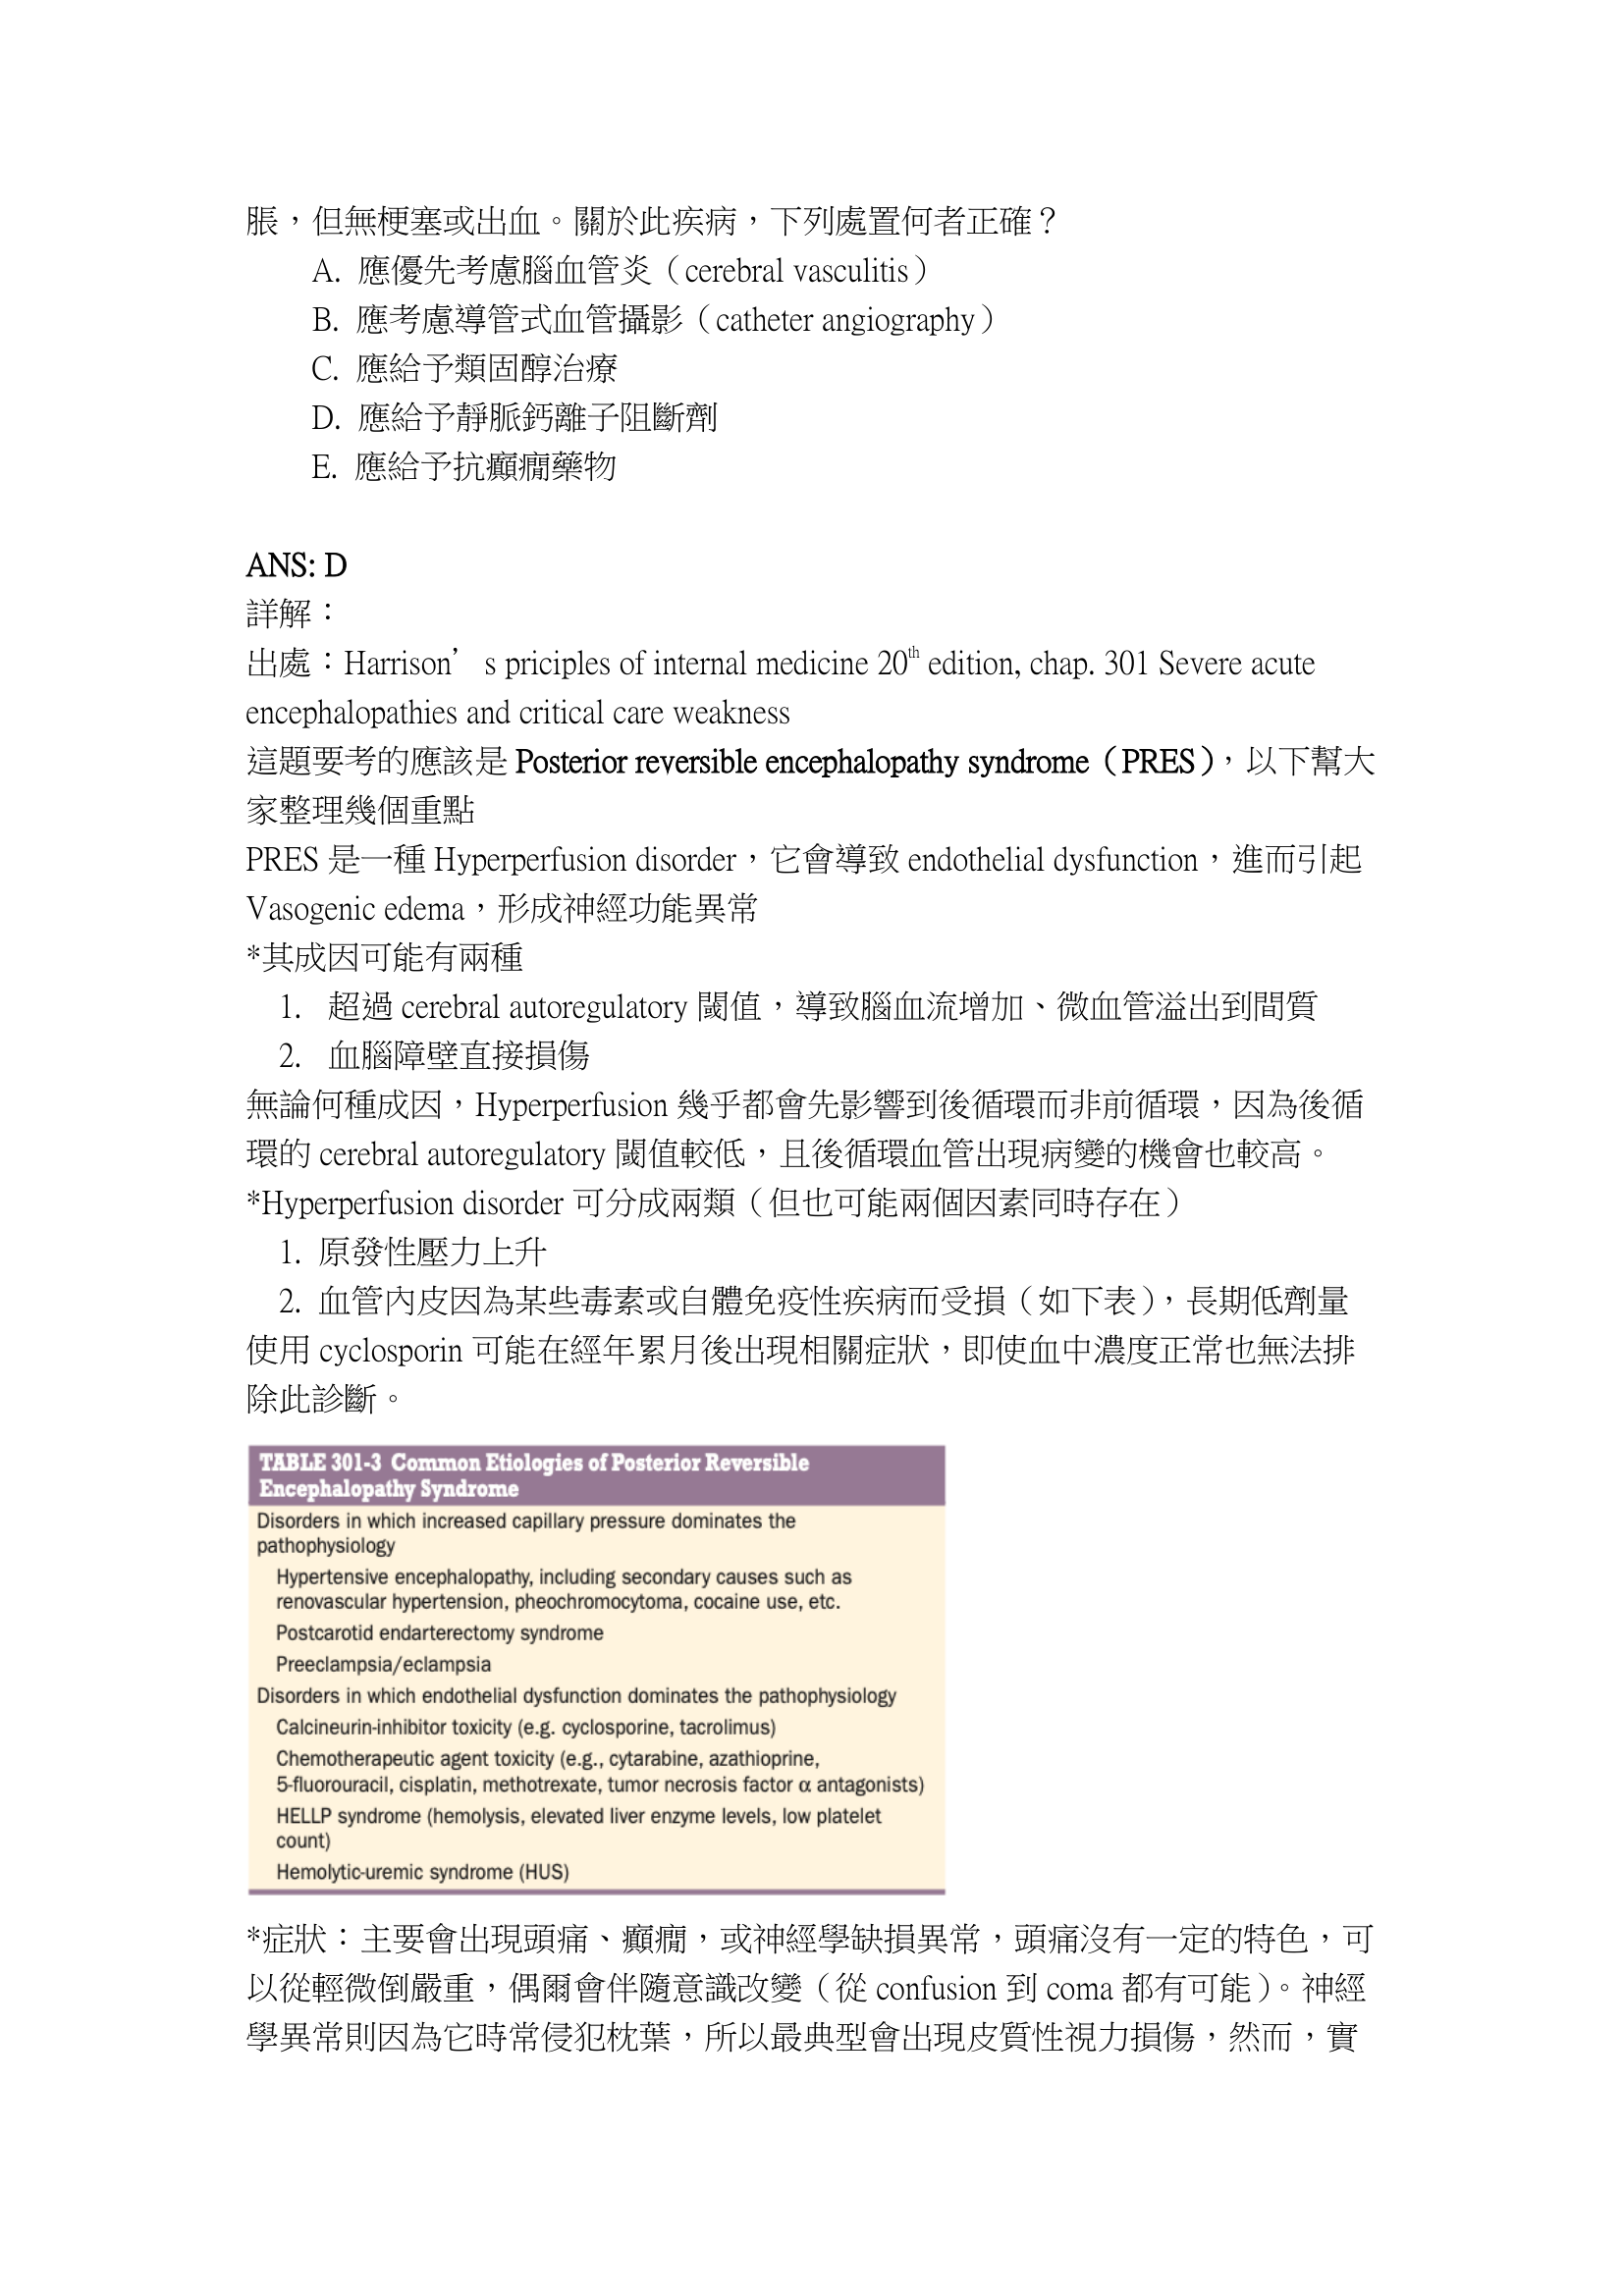 脹，但無梗塞或出血。關於此疾病，下列處置何者正確？
A. 應優先考慮腦血管炎（cerebral vasculitis）
B. 應考慮導管式血管攝影（catheter angiography）
C. 應給予類固醇治療
D. 應給予靜脈鈣離子阻斷劑
E. 應給予抗癲癇藥物
ANS: D
詳解：
出處：Harrison’s priciples of internal medicine 20th edition, chap. 301 Severe acute
encephalopathies and critical care weakness
這題要考的應該是 Posterior reversible encephalopathy syndrome（PRES），以下幫大
家整理幾個重點
PRES 是一種 Hyperperfusion disorder，它會導致 endothelial dysfunction，進而引起
Vasogenic edema，形成神經功能異常
*其成因可能有兩種
1. 超過 cerebral autoregulatory 閾值，導致腦血流增加、微血管溢出到間質
2. 血腦障壁直接損傷
無論何種成因，Hyperperfusion 幾乎都會先影響到後循環而非前循環，因為後循
環的 cerebral autoregulatory 閾值較低，且後循環血管出現病變的機會也較高。
*Hyperperfusion disorder 可分成兩類（但也可能兩個因素同時存在）
1. 原發性壓力上升
2. 血管內皮因為某些毒素或自體免疫性疾病而受損（如下表），長期低劑量
使用 cyclosporin 可能在經年累月後出現相關症狀，即使血中濃度正常也無法排
除此診斷。
TABLE 301-3 Common Etiologies of Posterior Reversible
Encephalopathy Syndrome
Disorders in which increased capillary pressure dominates the
pathophysiology
Hypertensive encephalopathy, including secondary causes such as
renovascular hypertension, pheochromocytoma, cocaine use, etc.
Postcarotid endarterectomy syndrome
Preeclampsia/eclampsia
Disorders in which endothelial dysfunction dominates the pathophysiology
Calcineurin-inhibitor toxicity (e.g. cyclosporine, tacrolimus)
Chemotherapeutic agent toxicity (e.g., cytarabine, azathioprine,
5-fluorouracil, cisplatin, methotrexate, tumor necrosis factor α antagonists)
HELLP syndrome (hemolysis, elevated liver enzyme levels, low platelet
count)
Hemolytic-uremic syndrome (HUS)
*症狀：主要會出現頭痛、癲癇，或神經學缺損異常，頭痛沒有一定的特色，可
以從輕微倒嚴重，偶爾會伴隨意識改變（從 confusion 到 coma 都有可能）。神經
學異常則因為它時常侵犯枕葉，所以最典型會出現皮質性視力損傷，然而，實